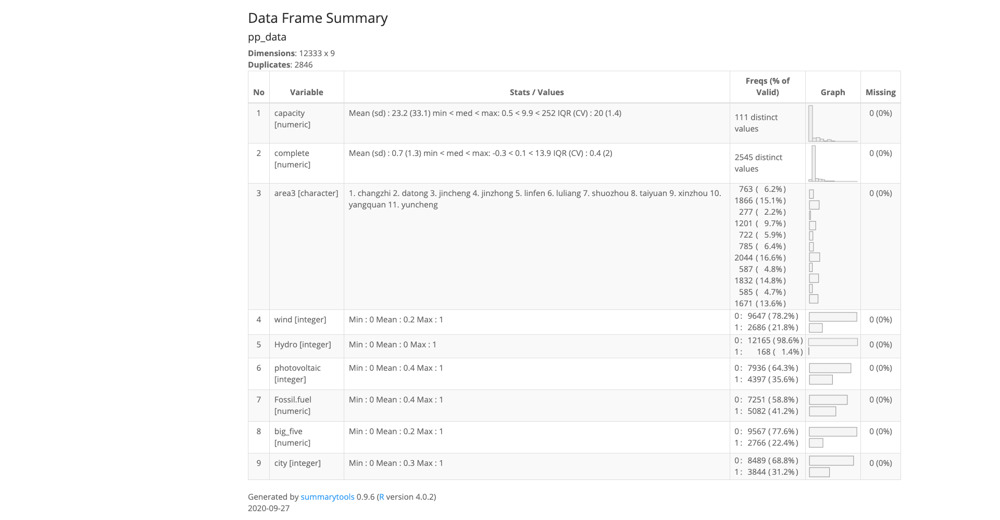 Data Frame Summary
pp_data
Dimensions: 12333 x 9
Duplicates: 2846
No Variable Stats / Values Freqs (% of Valid) Graph Missing
1 capacity [numeric] Mean (sd) : 23.2 (33.1) min < med < max: 0.5 < 9.9 < 252 IQR (CV) : 20 (1.4) 111 distinct values 0 (0%)
2 complete [numeric] Mean (sd) : 0.7 (1.3) min < med < max: -0.3 < 0.1 < 13.9 IQR (CV) : 0.4 (2) 2545 distinct values 0 (0%)
3 area3 [character] 1. changzhi 2. datong 3. jincheng 4. jinzhong 5. linfen 6. luliang 7. shuozhou 8. taiyuan 9. xinzhou 10. yangquan 11. yuncheng
763 ( 6.2%)
1866 (15.1%)
277 ( 2.2%)
1201 ( 9.7%)
722 ( 5.9%)
785 ( 6.4%)
2044 (16.6%)
587 ( 4.8%)
1832 (14.8%)
585 ( 4.7%)
1671 (13.6%)
0 (0%)
4 wind [integer] Min : 0 Mean : 0.2 Max : 1
0: 9647 (78.2%)
1: 2686 (21.8%)
0 (0%)
5 Hydro [integer] Min : 0 Mean : 0 Max : 1
0: 12165 (98.6%)
1: 168 ( 1.4%)
0 (0%)
6 photovoltaic [integer] Min : 0 Mean : 0.4 Max : 1
0: 7936 (64.3%)
1: 4397 (35.6%)
0 (0%)
7 Fossil.fuel [numeric] Min : 0 Mean : 0.4 Max : 1
0: 7251 (58.8%)
1: 5082 (41.2%)
0 (0%)
8 big_five [numeric] Min : 0 Mean : 0.2 Max : 1
0: 9567 (77.6%)
1: 2766 (22.4%)
0 (0%)
9 city [integer] Min : 0 Mean : 0.3 Max : 1
0: 8489 (68.8%)
1: 3844 (31.2%)
0 (0%)
Generated by summarytools 0.9.6 (R version 4.0.2)
2020-09-27